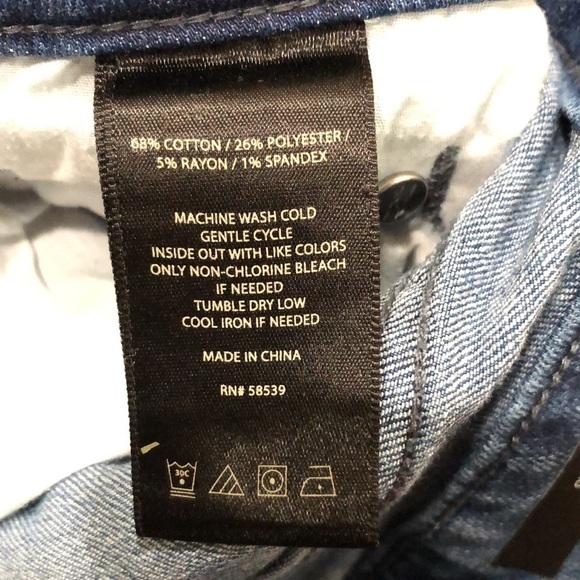 68% COTTON / 26% POLYESTER /
5% RAYON / 1% SPANDEX
MACHINE WASH COLD
GENTLE CYCLE
INSIDE OUT WITH LIKE COLORS
ONLY NON-CHLORINE BLEACH
IF NEEDED
TUMBLE DRY LOW
COOL IRON IF NEEDED
MADE IN CHINA
RN# 58539
30C